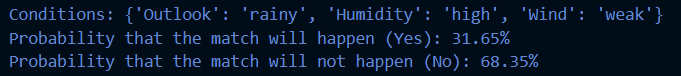 Conditions: {'Outlook': 'rainy', 'Humidity': 'high', 'Wind': 'weak'}
Probability that the match will happen (Yes): 31.65%
Probability that the match will not happen (No): 68.35%